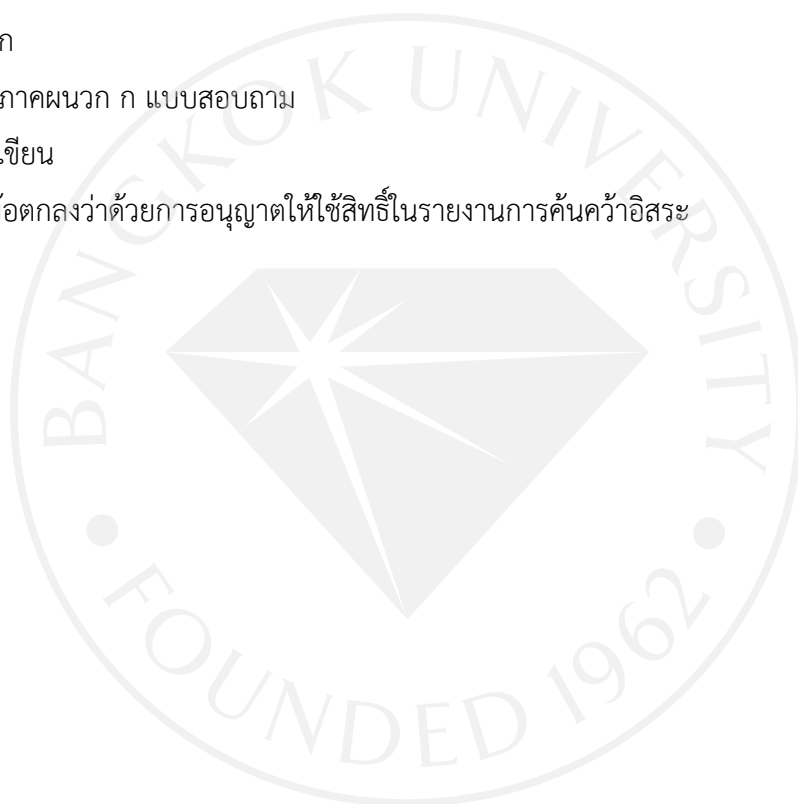 ก
ภาคผนวก ก แบบสอบถาม
เขียน
อตกลงว่าด้วยการอนุญาตให้ใช้สิทธิ์ในรายงานการค้นคว้าอิสระ
BANGKOK UNIVERSITY
• FOUNDED 1962 •